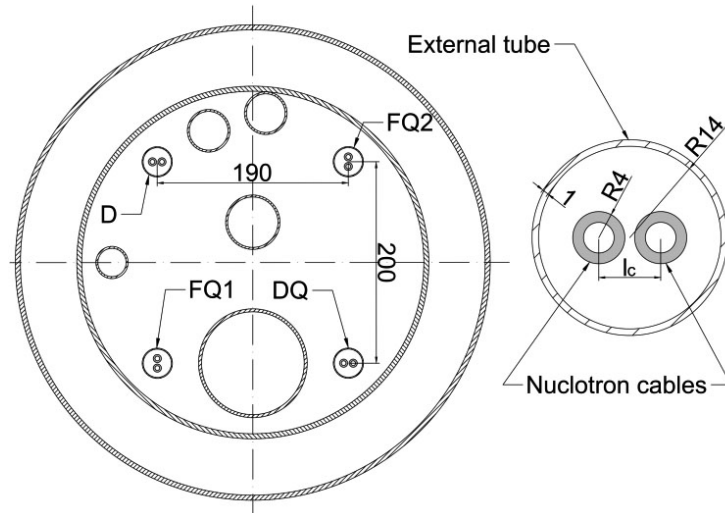 External tube
FQ2
190
D
R14
1
R4
200
FQ1 DQ
lc
Nuclotron cables